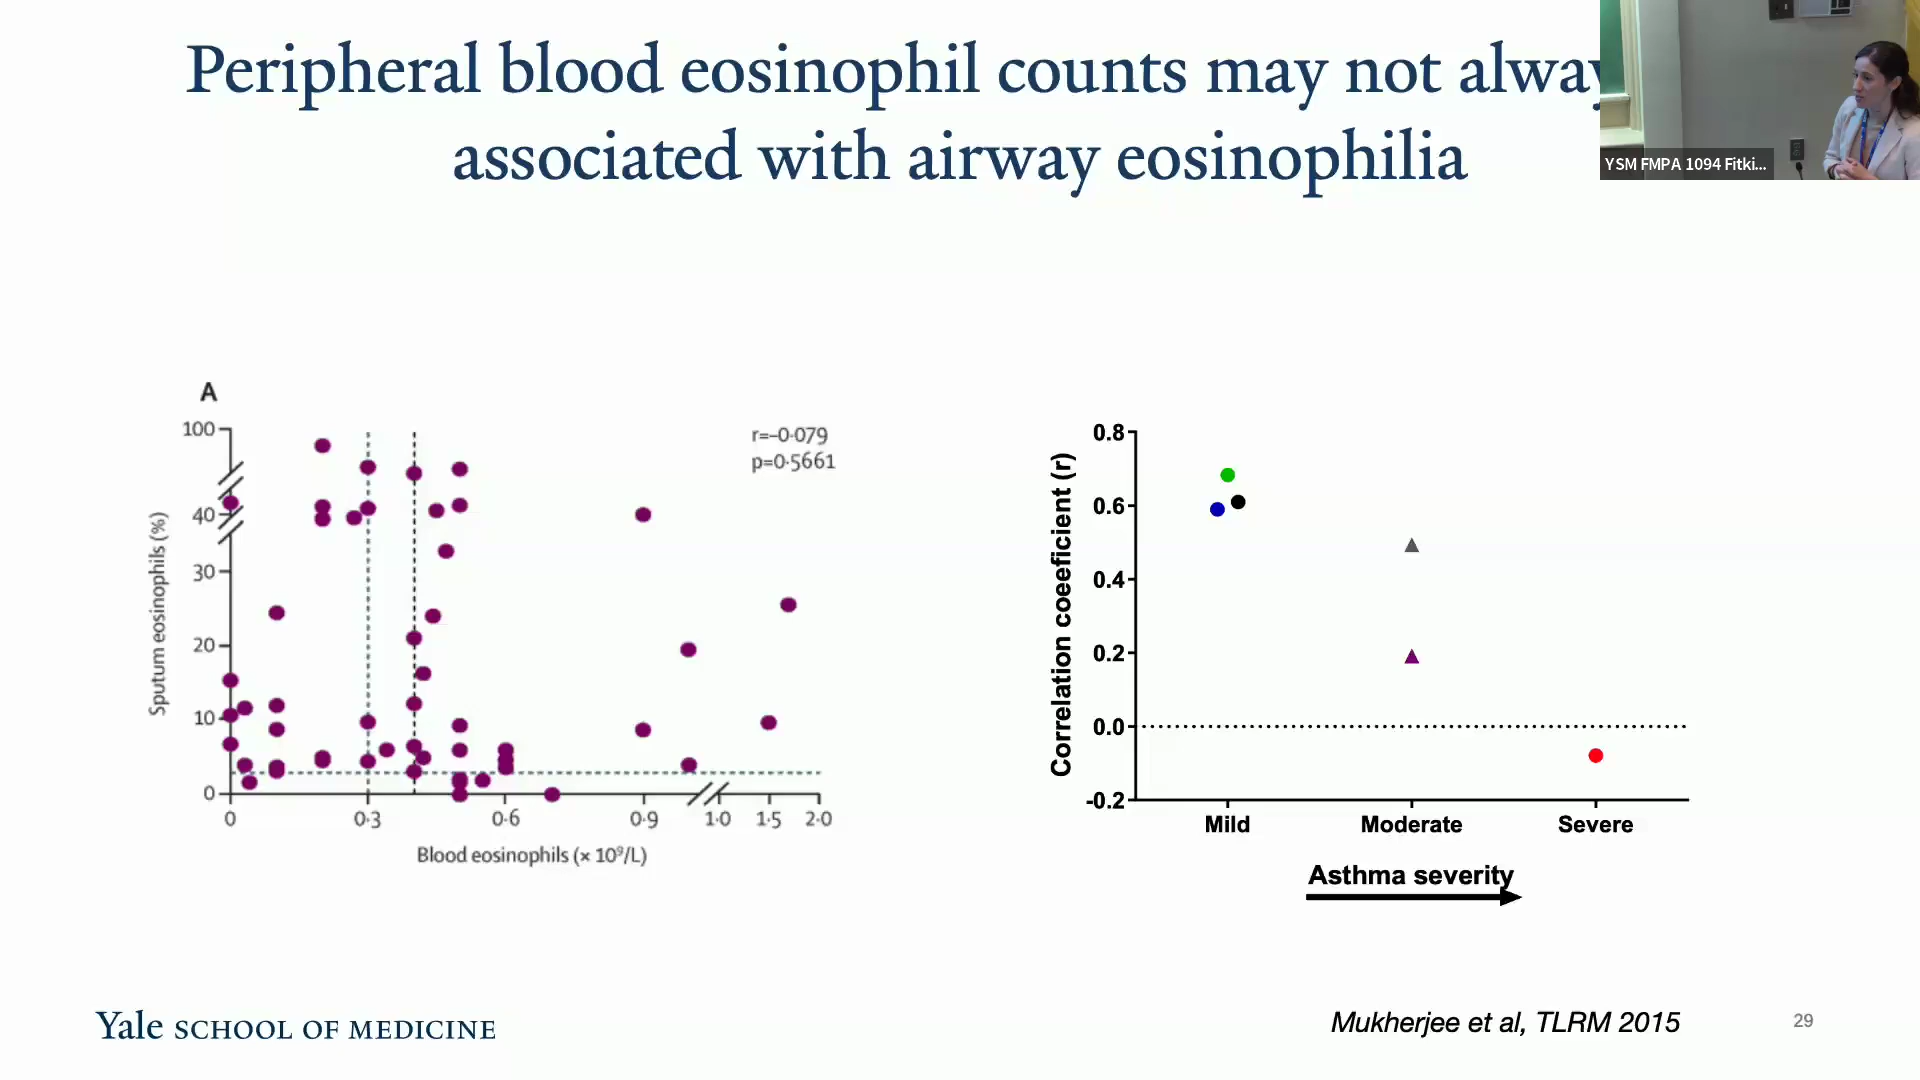 Peripheral blood eosinophil counts may not alway
associated with airway eosinophilia
YSM FMPA 1094 Fitki...
A
r=–0·079
p=0·5661
Sputum eosinophils (%)
100
40
30
20
10
0
0
0·3
0·6
0·9
1·0
1·5
2·0
Blood eosinophils (× 10⁹/L)
Correlation coeeficient (r)
0.8
0.6
0.4
0.2
0.0
-0.2
Mild
Moderate
Severe
Asthma severity
Yale SCHOOL OF MEDICINE
Mukherjee et al, TLRM 2015
29